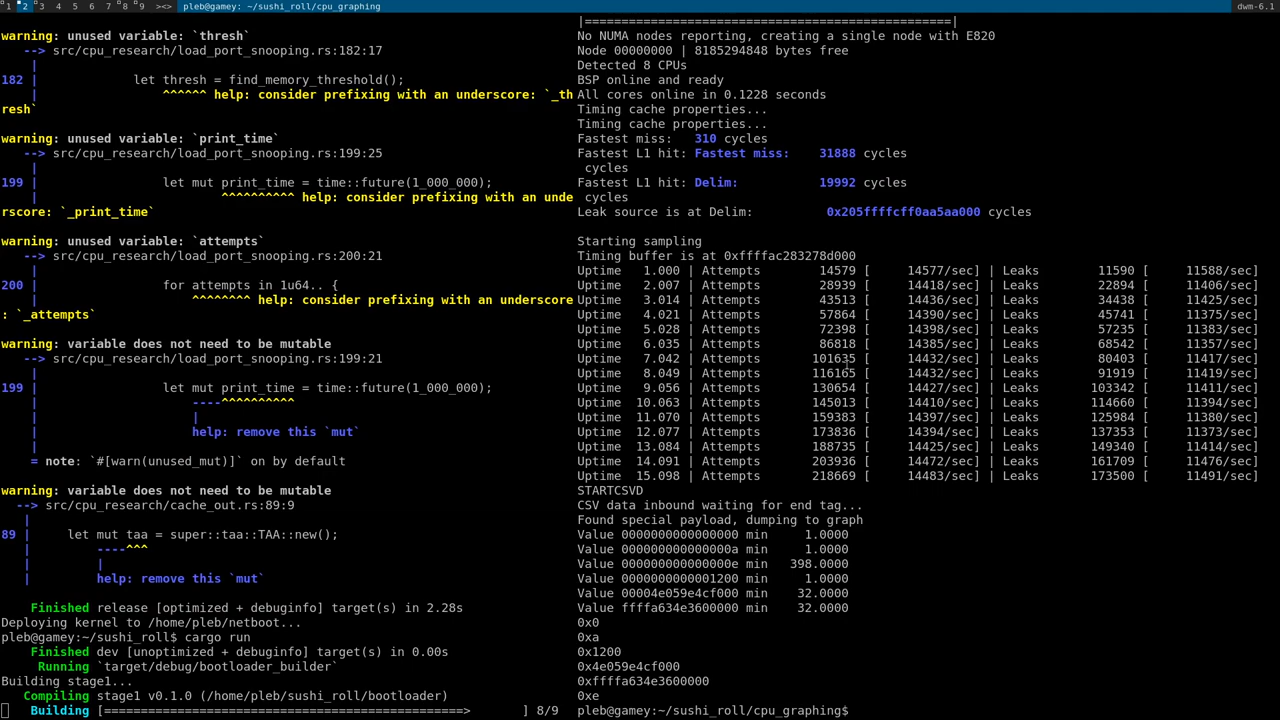 1 2 3 4 5 6 7 8 9 ><> pleb@gamey: ~/sushi_roll/cpu_graphing dwm-6.1
warning: unused variable: `thresh`
--> src/cpu_research/load_port_snooping.rs:182:17
|
182 | let thresh = find_memory_threshold();
| ^^^^^^ help: consider prefixing with an underscore: `_th
resh`
warning: unused variable: `print_time`
--> src/cpu_research/load_port_snooping.rs:199:25
|
199 | let mut print_time = time::future(1_000_000);
| ^^^^^^^^^^ help: consider prefixing with an unde
rscore: `_print_time`
warning: unused variable: `attempts`
--> src/cpu_research/load_port_snooping.rs:200:21
|
200 | for attempts in 1u64.. {
| ^^^^^^^^ help: consider prefixing with an underscore
: `_attempts`
warning: variable does not need to be mutable
--> src/cpu_research/load_port_snooping.rs:199:21
|
199 | let mut print_time = time::future(1_000_000);
| ----^^^^^^^^^^
| |
| help: remove this `mut`
|
= note: `#[warn(unused_mut)]` on by default
warning: variable does not need to be mutable
--> src/cpu_research/cache_out.rs:89:9
|
89 | let mut taa = super::taa::TAA::new();
| ----^^^
| |
| help: remove this `mut`
Finished release [optimized + debuginfo] target(s) in 2.28s
Deploying kernel to /home/pleb/netboot...
pleb@gamey:~/sushi_roll$ cargo run
Finished dev [unoptimized + debuginfo] target(s) in 0.00s
Running `target/debug/bootloader_builder`
Building stage1...
Compiling stage1 v0.1.0 (/home/pleb/sushi_roll/bootloader)
Building [=================================================> ] 8/9
|==================================================|
No NUMA nodes reporting, creating a single node with E820
Node 00000000 | 8185294848 bytes free
Detected 8 CPUs
BSP online and ready
All cores online in 0.1228 seconds
Timing cache properties...
Timing cache properties...
Fastest miss: 310 cycles
Fastest L1 hit: Fastest miss: 31888 cycles
cycles
Fastest L1 hit: Delim: 19992 cycles
cycles
Leak source is at Delim: 0x205ffffcff0aa5aa000 cycles
Starting sampling
Timing buffer is at 0xffffac283278d000
Uptime 1.000 | Attempts 14579 [ 14577/sec] | Leaks 11590 [ 11588/sec]
Uptime 2.007 | Attempts 28939 [ 14418/sec] | Leaks 22894 [ 11406/sec]
Uptime 3.014 | Attempts 43513 [ 14436/sec] | Leaks 34438 [ 11425/sec]
Uptime 4.021 | Attempts 57864 [ 14390/sec] | Leaks 45741 [ 11375/sec]
Uptime 5.028 | Attempts 72398 [ 14398/sec] | Leaks 57235 [ 11383/sec]
Uptime 6.035 | Attempts 86818 [ 14385/sec] | Leaks 68542 [ 11357/sec]
Uptime 7.042 | Attempts 101635 [ 14432/sec] | Leaks 80403 [ 11417/sec]
Uptime 8.049 | Attempts 116165 [ 14432/sec] | Leaks 91919 [ 11419/sec]
Uptime 9.056 | Attempts 130654 [ 14427/sec] | Leaks 103342 [ 11411/sec]
Uptime 10.063 | Attempts 145013 [ 14410/sec] | Leaks 114660 [ 11394/sec]
Uptime 11.070 | Attempts 159383 [ 14397/sec] | Leaks 125984 [ 11380/sec]
Uptime 12.077 | Attempts 173836 [ 14394/sec] | Leaks 137353 [ 11373/sec]
Uptime 13.084 | Attempts 188735 [ 14425/sec] | Leaks 149340 [ 11414/sec]
Uptime 14.091 | Attempts 203936 [ 14472/sec] | Leaks 161709 [ 11476/sec]
Uptime 15.098 | Attempts 218669 [ 14483/sec] | Leaks 173500 [ 11491/sec]
STARTCSVD
CSV data inbound waiting for end tag...
Found special payload, dumping to graph
Value 0000000000000000 min 1.0000
Value 000000000000000a min 1.0000
Value 000000000000000e min 398.0000
Value 0000000000001200 min 1.0000
Value 00004e059e4cf000 min 32.0000
Value ffffa634e3600000 min 32.0000
0x0
0xa
0x1200
0x4e059e4cf000
0xffffa634e3600000
0xe
pleb@gamey:~/sushi_roll/cpu_graphing$